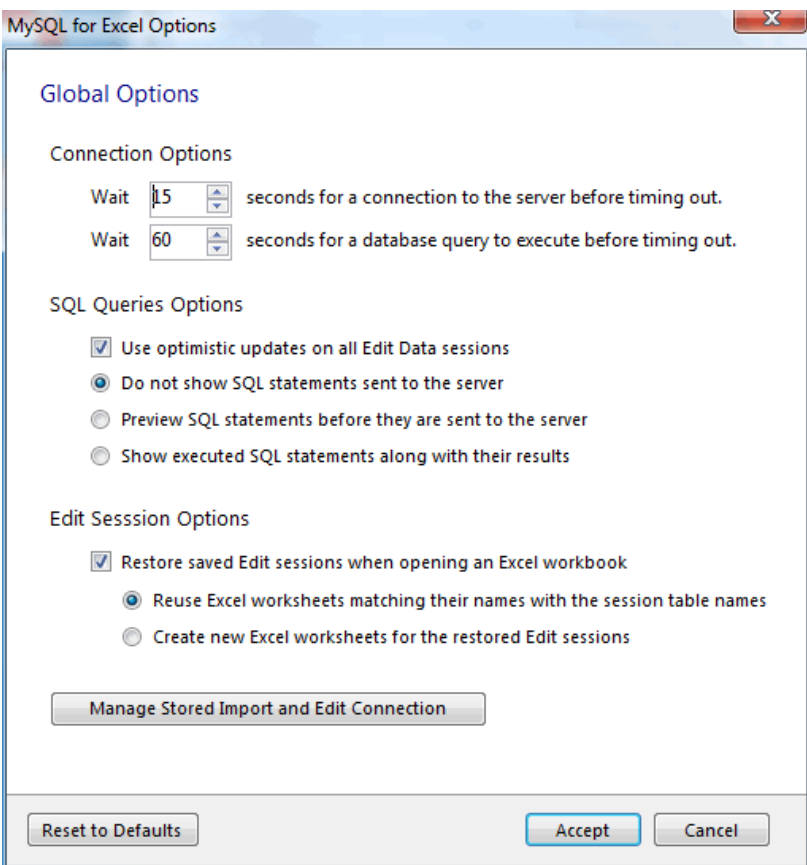 MySQL for Excel Options
x
Global Options
Connection Options
Wait 15 seconds for a connection to the server before timing out.
Wait 60 seconds for a database query to execute before timing out.
SQL Queries Options
Use optimistic updates on all Edit Data sessions
Do not show SQL statements sent to the server
Preview SQL statements before they are sent to the server
Show executed SQL statements along with their results
Edit Sesssion Options
Restore saved Edit sessions when opening an Excel workbook
Reuse Excel worksheets matching their names with the session table names
Create new Excel worksheets for the restored Edit sessions
Manage Stored Import and Edit Connection
Reset to Defaults Accept Cancel